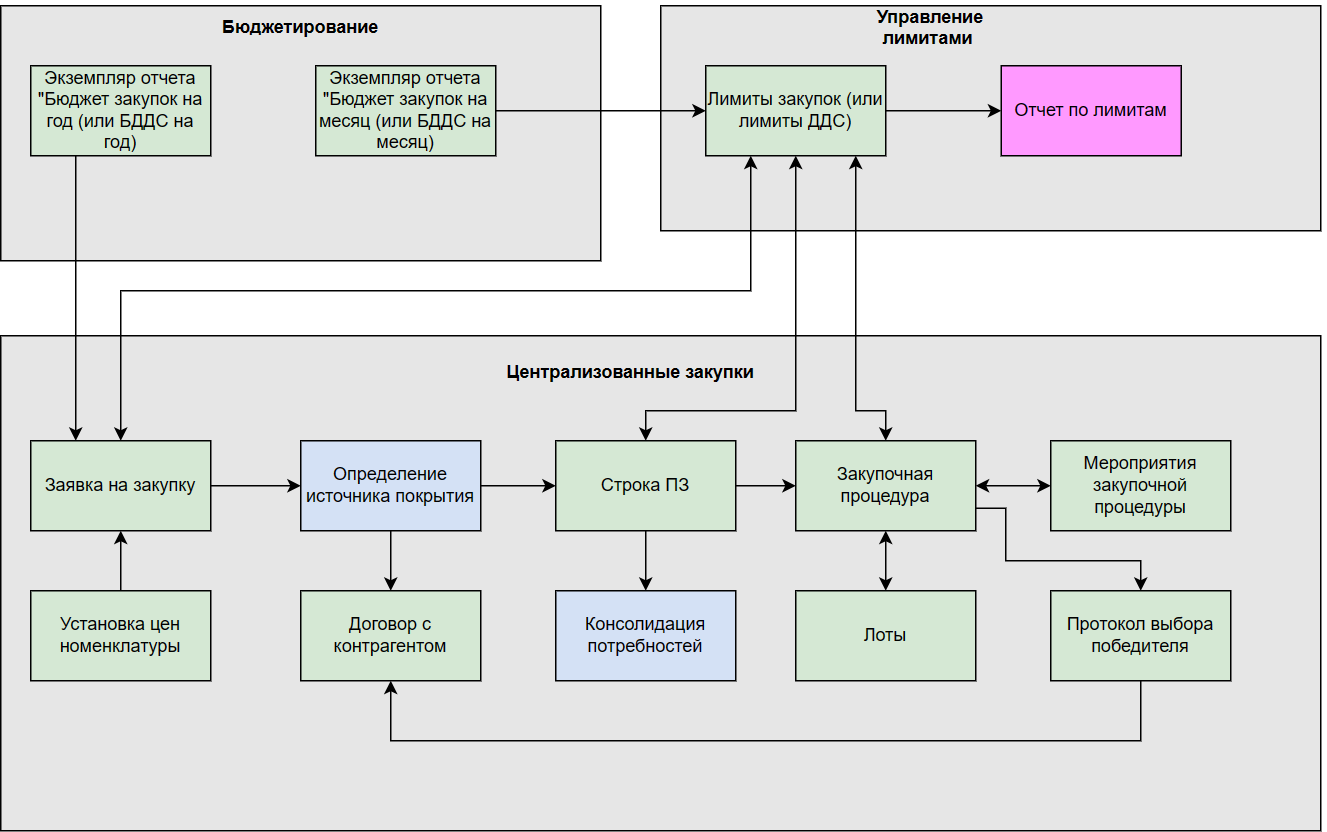 Бюджетирование
Экземпляр отчета
"Бюджет закупок на
год (или БДДС на
год)
Экземпляр отчета
"Бюджет закупок на
месяц (или БДДС на
месяц)
Управление
лимитами
Лимиты закупок (или
лимиты ДДС)
Отчет по лимитам
Централизованные закупки
Заявка на закупку
Определение
источника покрытия
Строка ПЗ
Закупочная
процедура
Мероприятия
закупочной
процедуры
Установка цен
номенклатуры
Договор с
контрагентом
Консолидация
потребностей
Лоты
Протокол выбора
победителя